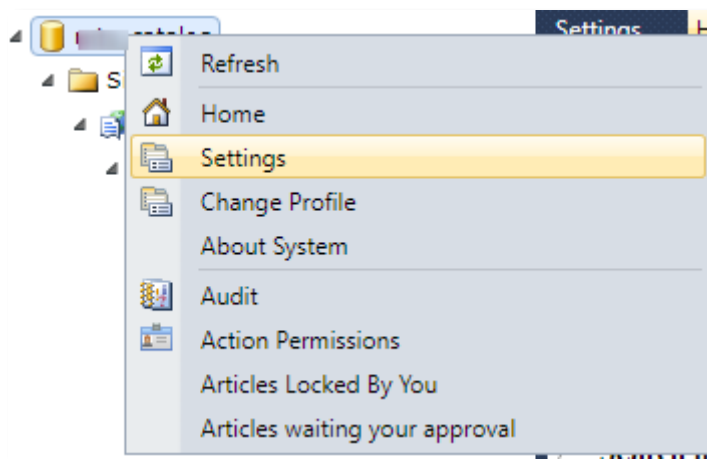 Settings
Refresh
Home
Settings
Change Profile
About System
Audit
Action Permissions
Articles Locked By You
Articles waiting your approval